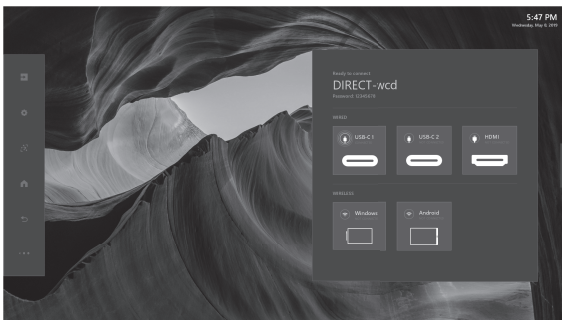 5:47 PM
Wednesday, May 8, 2019
Ready to connect
DIRECT-wcd
Password: 12345678
WIRED
USB-C 1
USB-C 2
HDMI
WIRELESS
Windows
Android